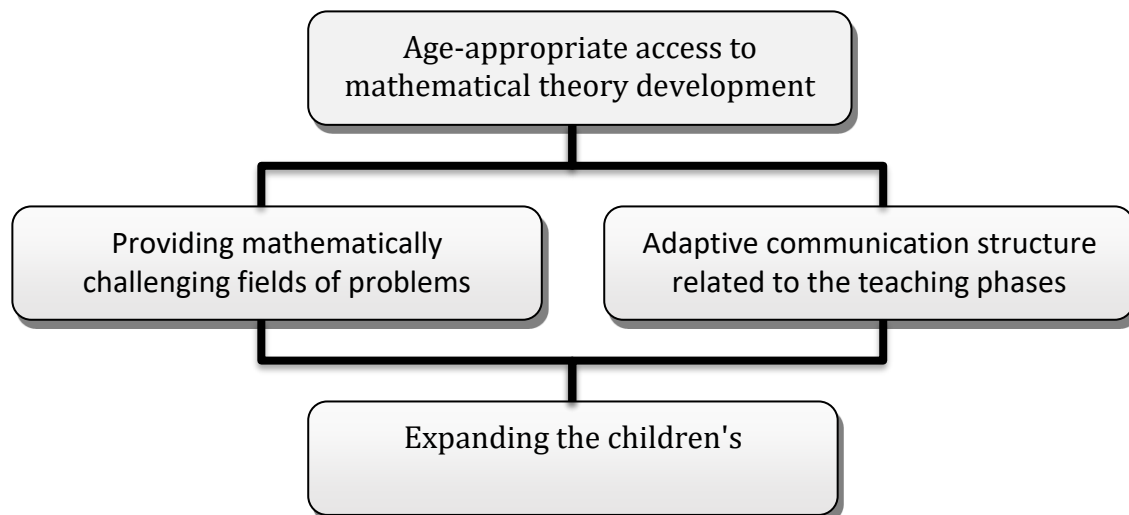 Age-appropriate access to
mathematical theory development
Providing mathematically
challenging fields of problems
Adaptive communication structure
related to the teaching phases
Expanding the children's